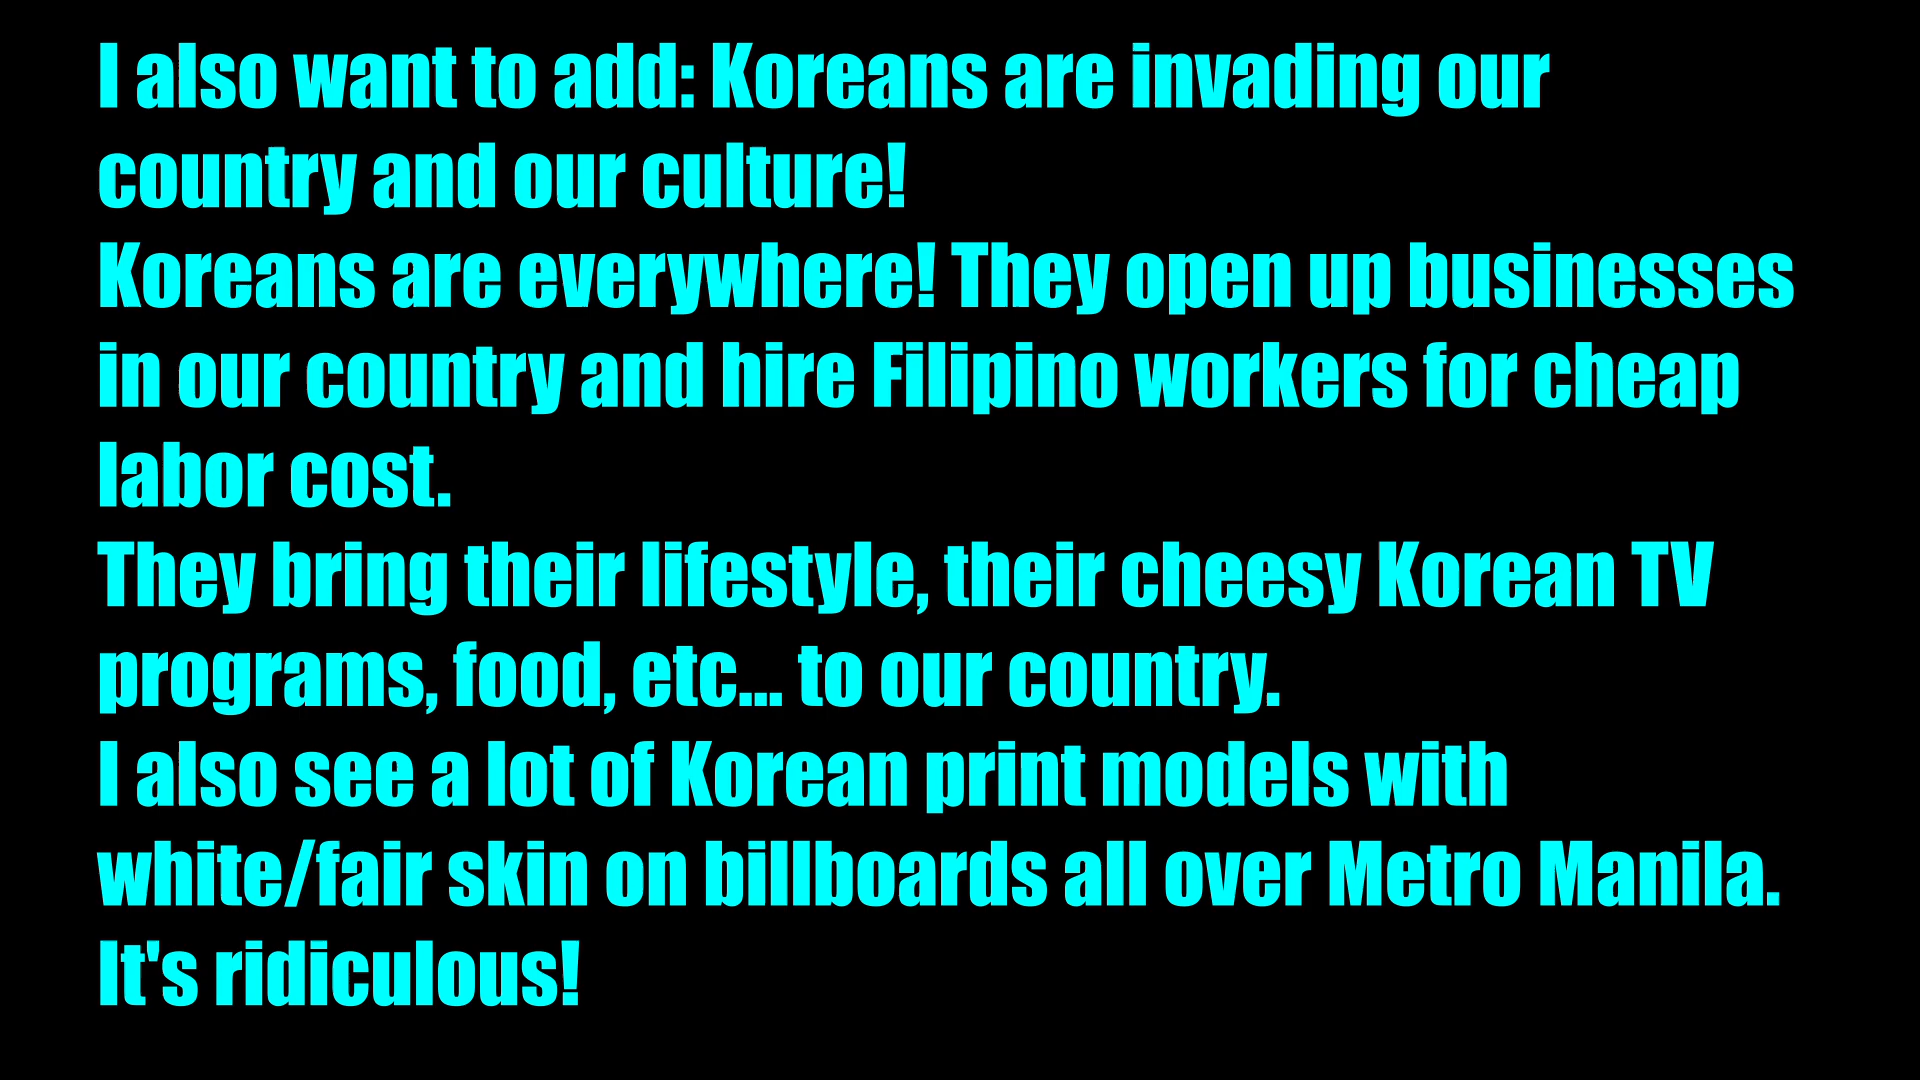 I also want to add: Koreans are invading our
country and our culture!
Koreans are everywhere! They open up businesses
in our country and hire Filipino workers for cheap
labor cost.
They bring their lifestyle, their cheesy Korean TV
programs, food, etc... to our country.
I also see a lot of Korean print models with
white/fair skin on billboards all over Metro Manila.
It's ridiculous!